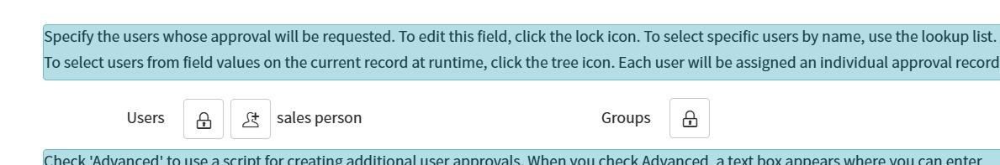 Specify the users whose approval will be requested. To edit this field, click the lock icon. To select specific users by name, use the lookup list.
To select users from field values on the current record at runtime, click the tree icon. Each user will be assigned an individual approval record
Users sales person Groups
Check 'Advanced' to use a script for creating additional user approvals. When you check Advanced, a text box appears where you can enter